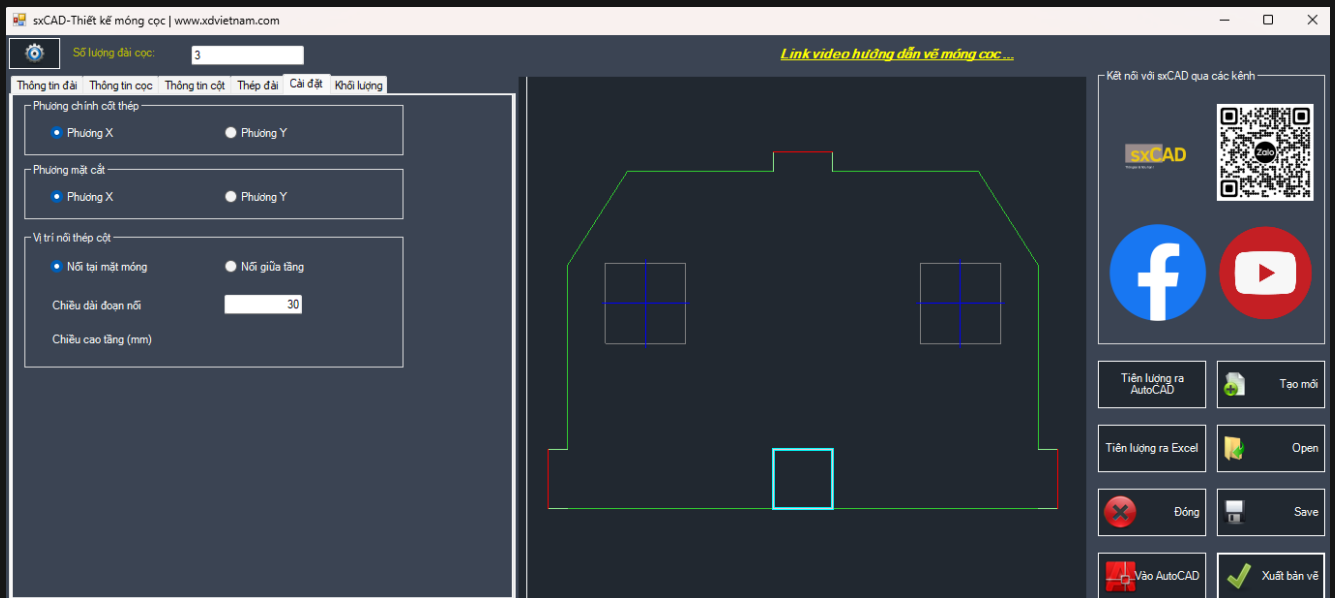 sxCAD-Thiết kế móng cọc | www.xdvietnam.com
Số lượng đài cọc:
3
Link video hướng dẫn vẽ móng cọc ...
Thông tin đài
Thông tin cọc
Thông tin cột
Thép đài
Cài đặt
Khối lượng
Phương chính cốt thép
Phương X
Phương Y
Phương mặt cắt
Phương X
Phương Y
Vị trí nối thép cột
Nối tại mặt móng
Nối giữa tầng
Chiều dài đoạn nối
30
Chiều cao tầng (mm)
Kết nối với sxCAD qua các kênh
sxCAD
Zalo
Tiên lượng ra
AutoCAD
Tạo mới
Tiên lượng ra Excel
Open
Đóng
Save
Vào AutoCAD
Xuất bản vẽ